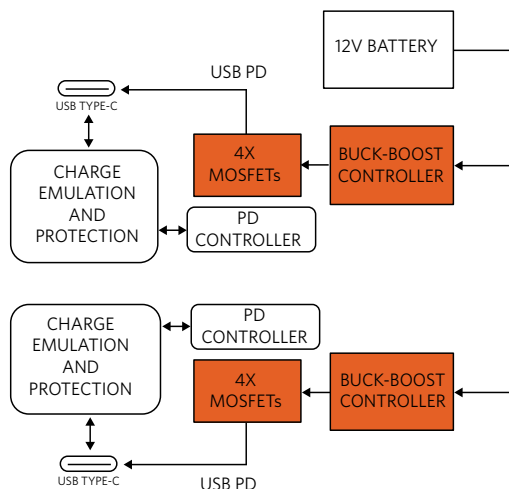 12V BATTERY
USB PD
USB TYPE-C
4X
MOSFETs
BUCK-BOOST
CONTROLLER
CHARGE
EMULATION
AND
PROTECTION
PD
CONTROLLER
CHARGE
EMULATION
AND
PROTECTION
PD
CONTROLLER
4X
MOSFETs
BUCK-BOOST
CONTROLLER
USB TYPE-C
USB PD